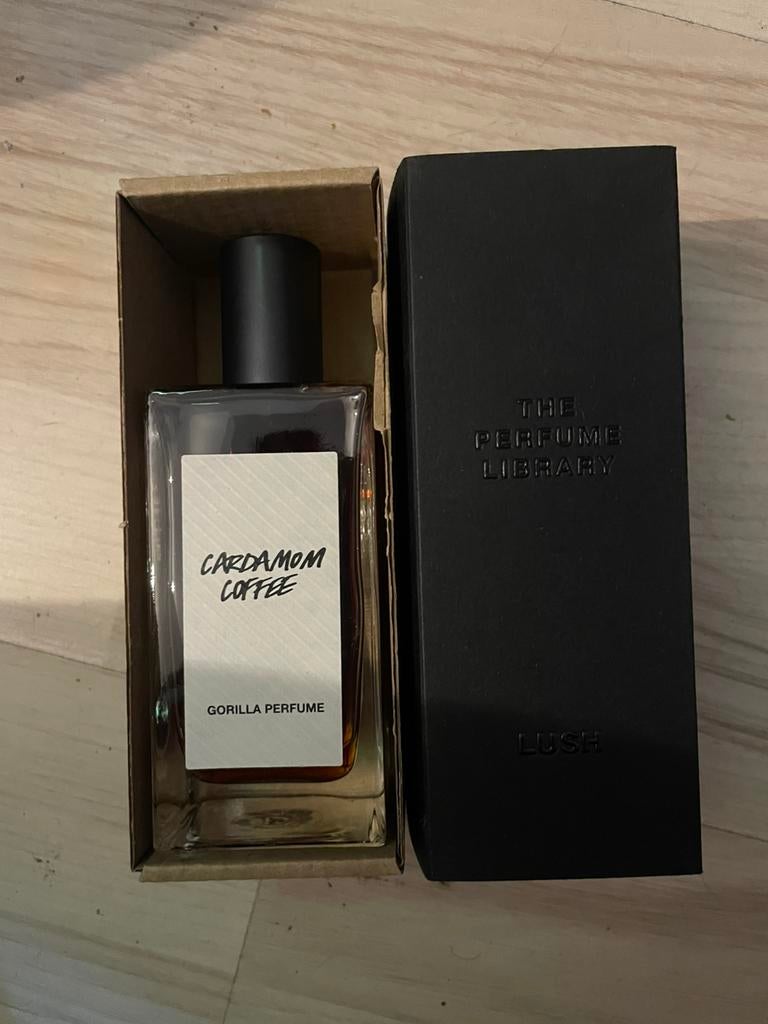 CARDAMOM
COFFEE
GORILLA PERFUME
THE
PERFUME
LIBRARY
LUSH